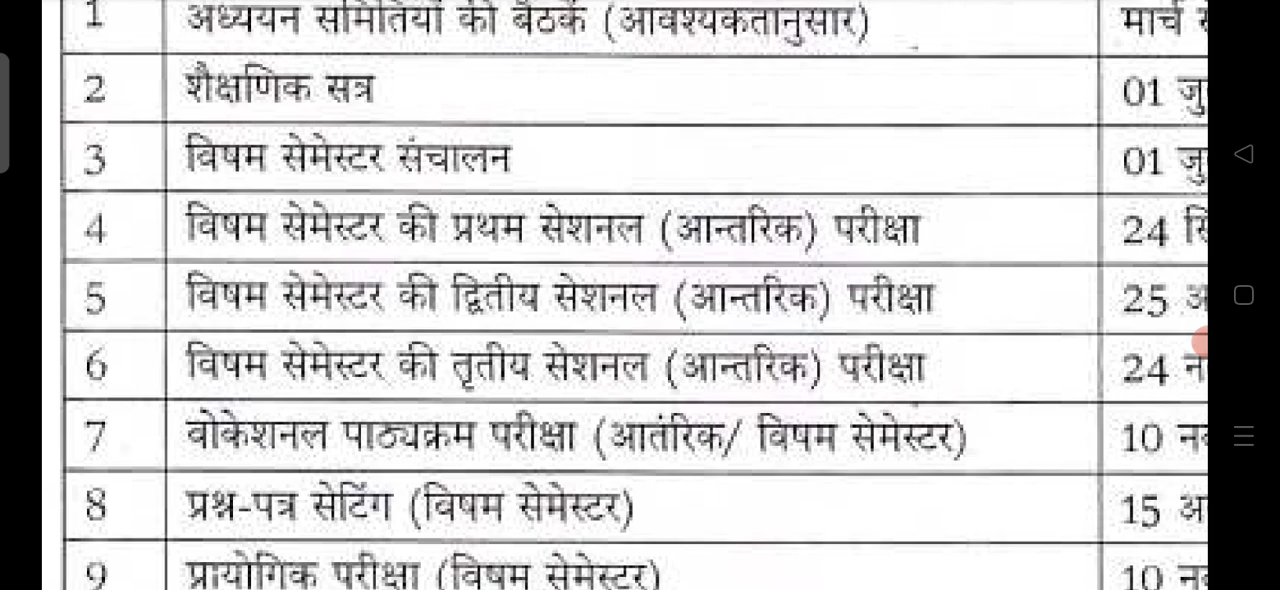 1 अध्ययन समितियों की बैठकें (आवश्यकतानुसार) मार्च
2 शैक्षणिक सत्र 01
3 विषम सेमेस्टर संचालन 01
4 विषम सेमेस्टर की प्रथम सेशनल (आन्तरिक) परीक्षा 24
5 विषम सेमेस्टर की द्वितीय सेशनल (आन्तरिक) परीक्षा 25
6 विषम सेमेस्टर की तृतीय सेशनल (आन्तरिक) परीक्षा 24
7 वोकेशनल पाठ्यक्रम परीक्षा (आतंरिक/ विषम सेमेस्टर) 10
8 प्रश्न-पत्र सेटिंग (विषम सेमेस्टर) 15
9 प्रायोगिक परीक्षा (विषम सेमेस्टर) 10